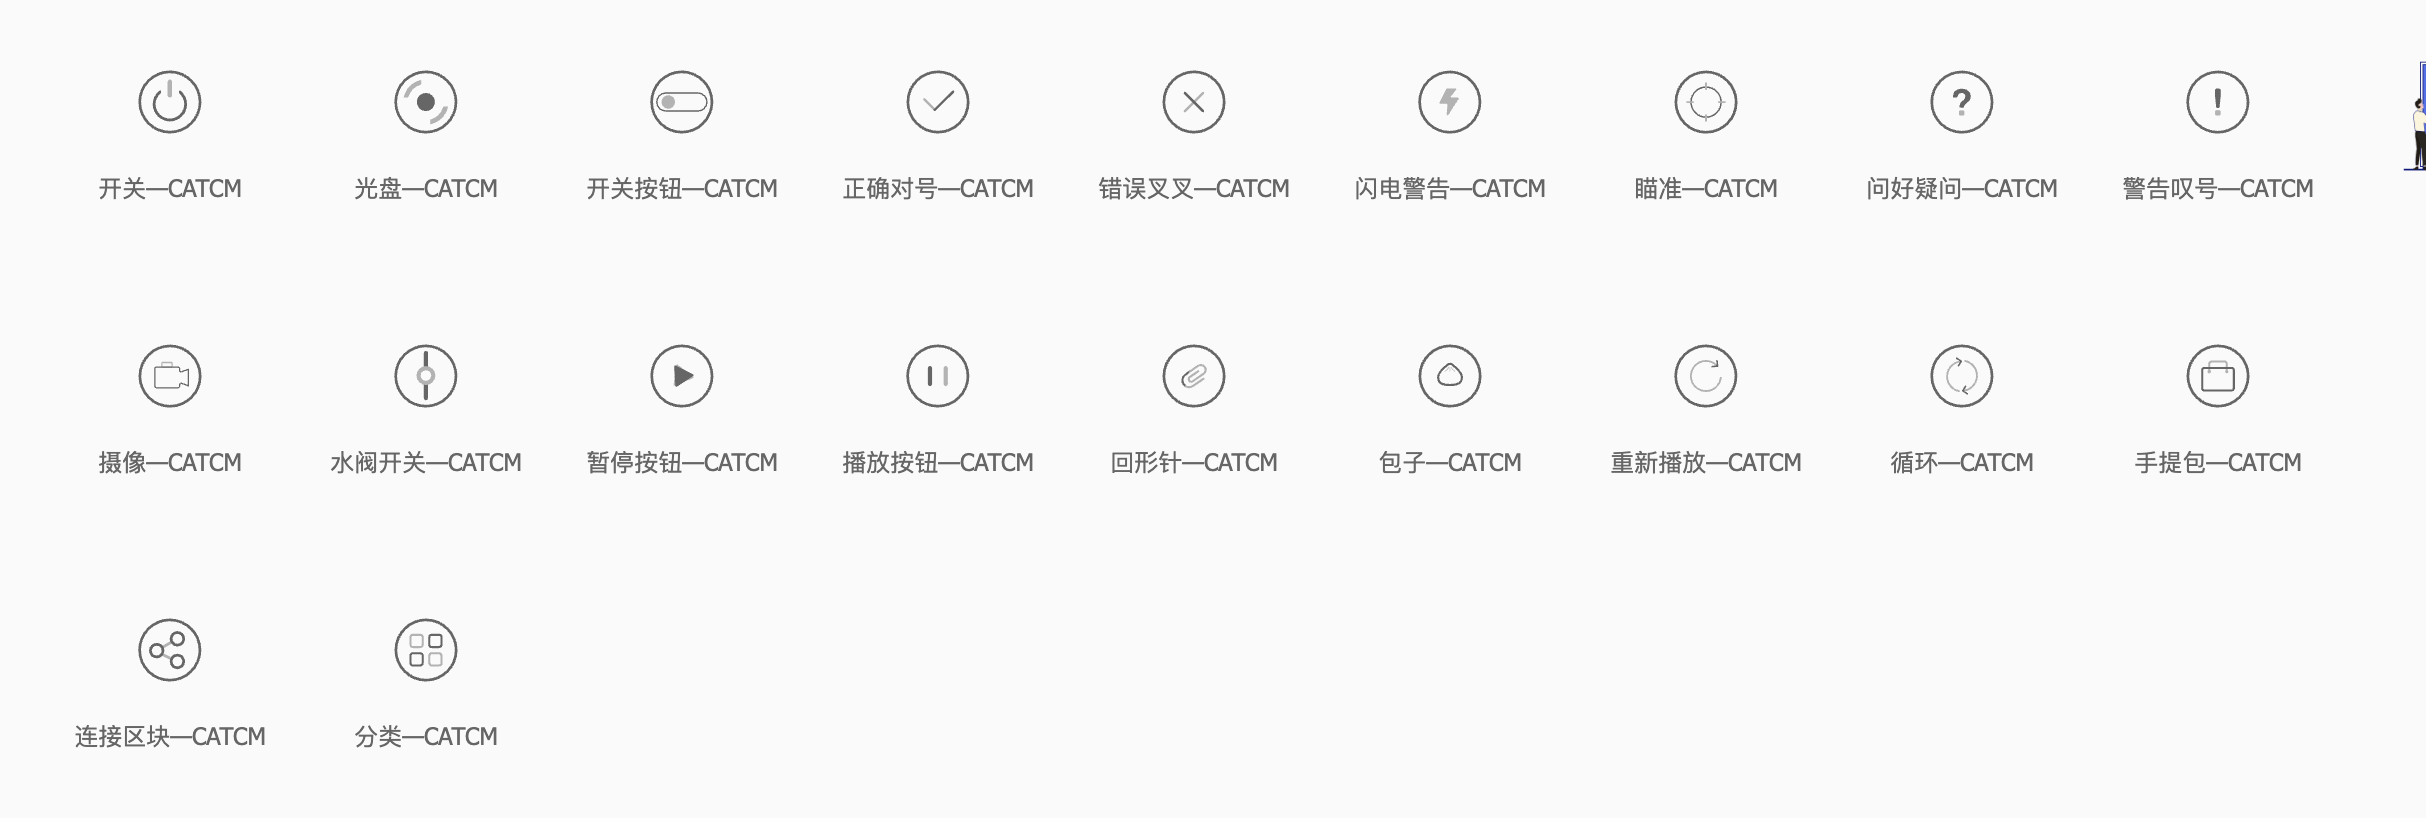 开关—CATCM
光盘—CATCM
开关按钮—CATCM
正确对号—CATCM
错误叉叉—CATCM
闪电警告—CATCM
瞄准—CATCM
问好疑问—CATCM
警告叹号—CATCM
摄像—CATCM
水阀开关—CATCM
暂停按钮—CATCM
播放按钮—CATCM
回形针—CATCM
包子—CATCM
重新播放—CATCM
循环—CATCM
手提包—CATCM
连接区块—CATCM
分类—CATCM